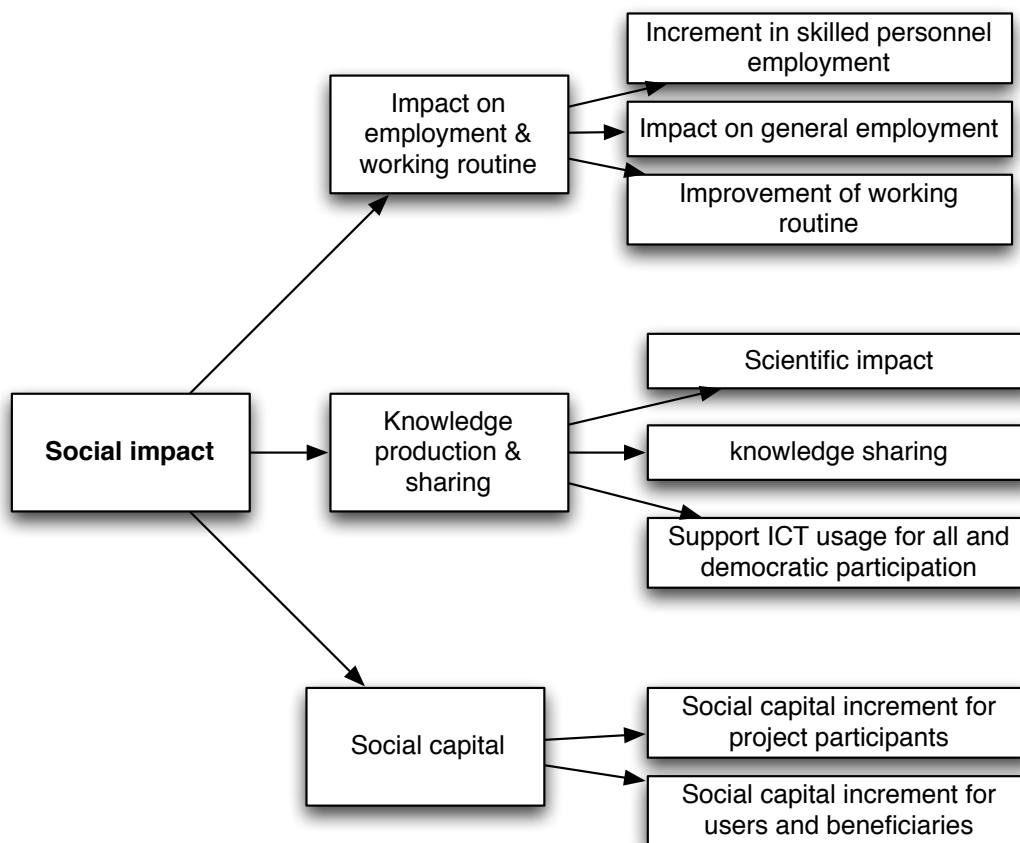 Social impact
Impact on
employment &
working routine
Increment in skilled personnel
employment
Impact on general employment
Improvement of working
routine
Knowledge
production &
sharing
Scientific impact
knowledge sharing
Support ICT usage for all and
democratic participation
Social capital
Social capital increment for
project participants
Social capital increment for
users and beneficiaries